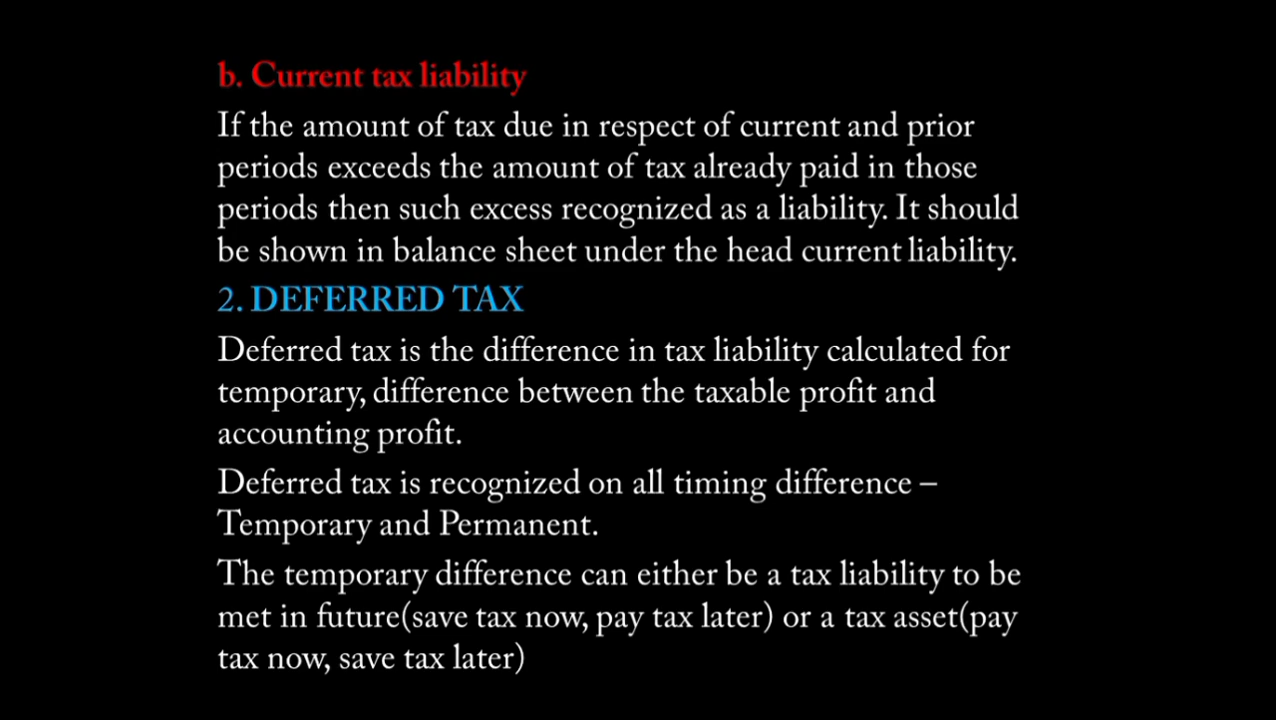 b. Current tax liability
If the amount of tax due in respect of current and prior
periods exceeds the amount of tax already paid in those
periods then such excess recognized as a liability. It should
be shown in balance sheet under the head current liability.
2. DEFERRED TAX
Deferred tax is the difference in tax liability calculated for
temporary, difference between the taxable profit and
accounting profit.
Deferred tax is recognized on all timing difference –
Temporary and Permanent.
The temporary difference can either be a tax liability to be
met in future(save tax now, pay tax later) or a tax asset(pay
tax now, save tax later)